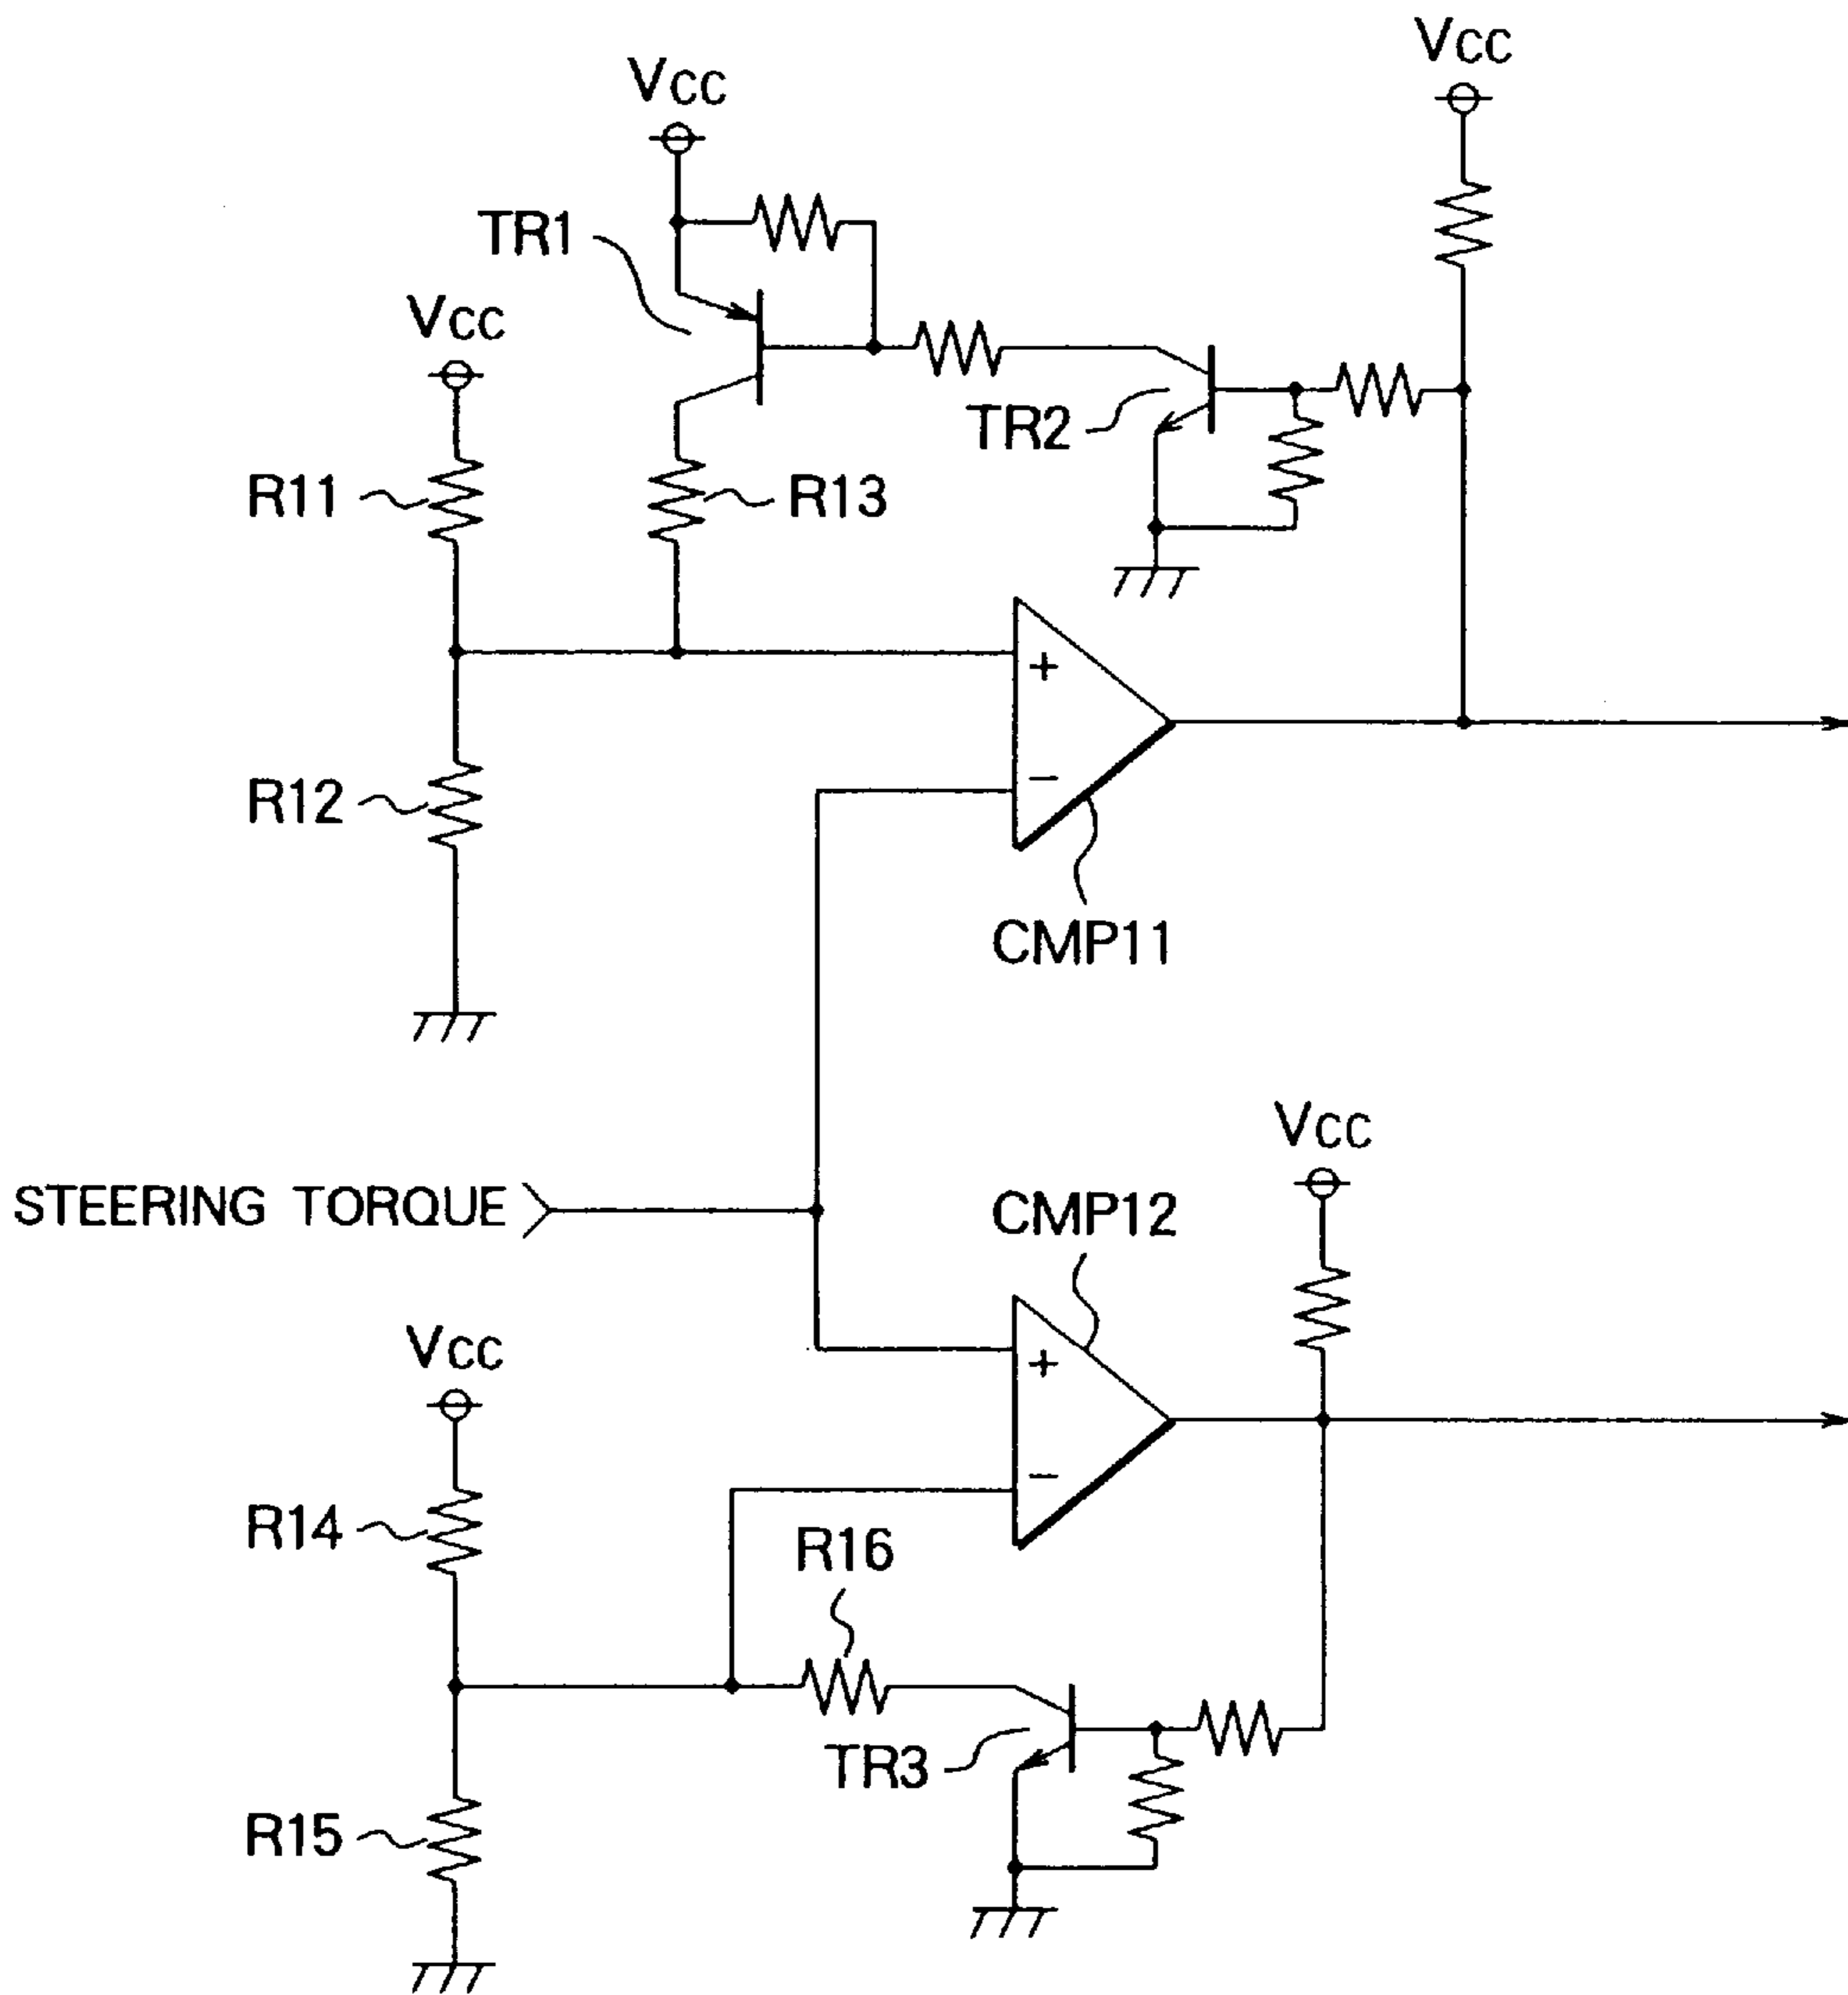 Vcc
Vcc
TR1
Vcc
TR2
R11
R13
+
R12
−
CMP11
Vcc
STEERING TORQUE
CMP12
Vcc
+
−
R14
R16
TR3
R15